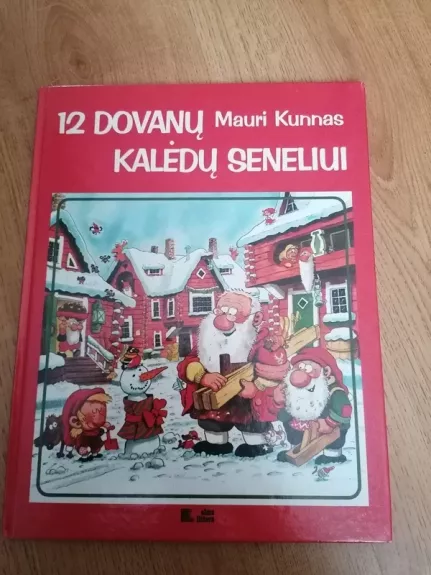 12 DOVANŲ Mauri Kunnas
KALĖDŲ SENELIUI